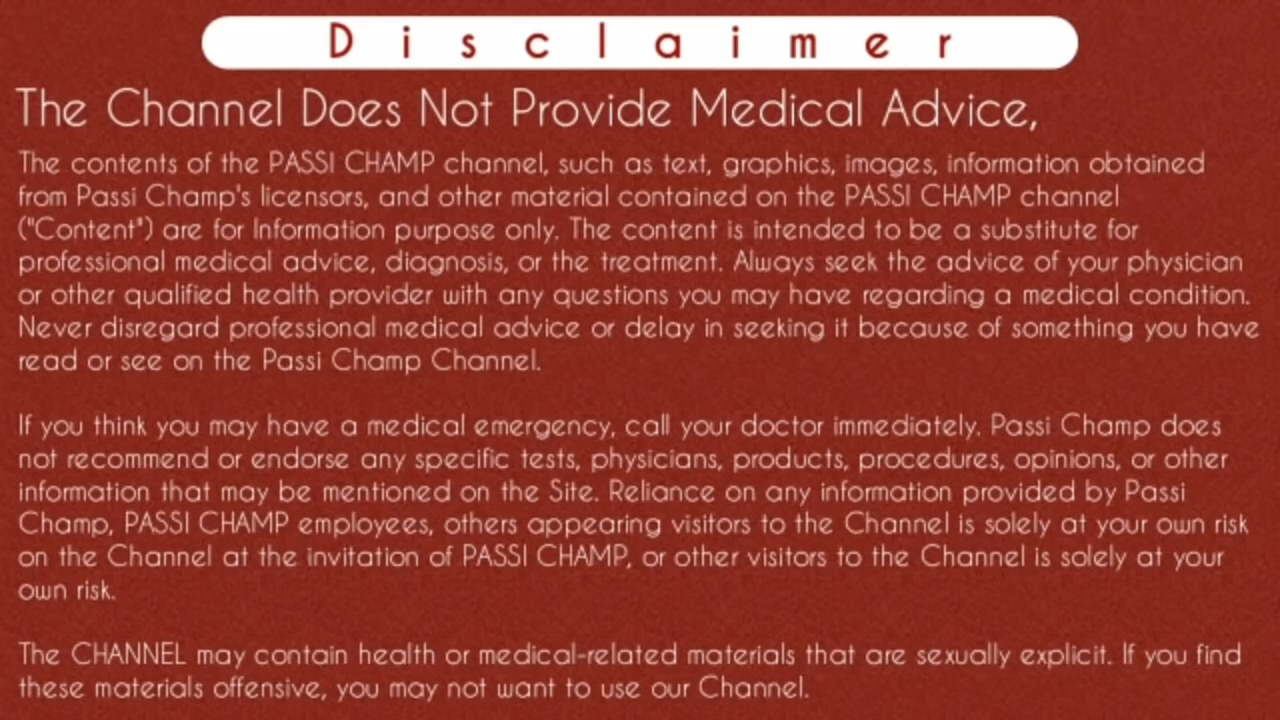 Disclaimer
The Channel Does Not Provide Medical Advice,
The contents of the PASSI CHAMP channel, such as text, graphics, images, information obtained
from Passi Champ's licensors, and other material contained on the PASSI CHAMP channel
("Content") are for Information purpose only. The content is intended to be a substitute for
professional medical advice, diagnosis, or the treatment. Always seek the advice of your physician
or other qualified health provider with any questions you may have regarding a medical condition.
Never disregard professional medical advice or delay in seeking it because of something you have
read or see on the Passi Champ Channel.
If you think you may have a medical emergency, call your doctor immediately. Passi Champ does
not recommend or endorse any specific tests, physicians, products, procedures, opinions, or other
information that may be mentioned on the Site. Reliance on any information provided by Passi
Champ, PASSI CHAMP employees, others appearing visitors to the Channel is solely at your own risk
on the Channel at the invitation of PASSI CHAMP, or other visitors to the Channel is solely at your
own risk.
The CHANNEL may contain health or medical-related materials that are sexually explicit. If you find
these materials offensive, you may not want to use our Channel.